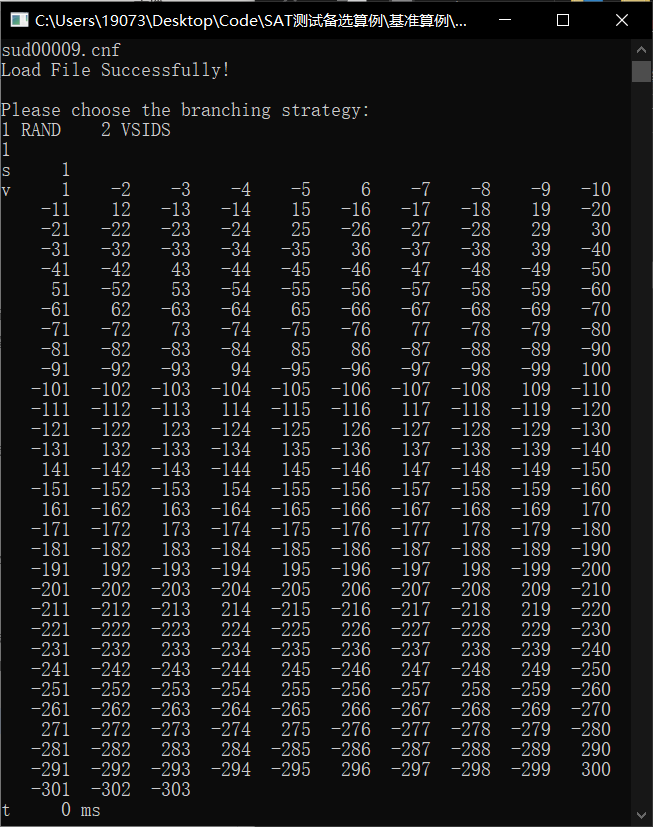 C:\Users\19073\Desktop\Code\SAT测试备选算例\基准算例\...
sud00009.cnf
Load File Successfully!
Please choose the branching strategy:
1 RAND 2 VSIDS
1
s 1
v 1 -2 -3 -4 -5 6 -7 -8 -9 -10
-11 12 -13 -14 15 -16 -17 -18 19 -20
-21 -22 -23 -24 25 -26 -27 -28 29 30
-31 -32 -33 -34 -35 36 -37 -38 39 -40
-41 -42 43 -44 -45 -46 -47 -48 -49 -50
51 -52 53 -54 -55 -56 -57 -58 -59 -60
-61 62 -63 -64 65 -66 -67 -68 -69 -70
-71 -72 73 -74 -75 -76 77 -78 -79 -80
-81 -82 -83 -84 85 86 -87 -88 -89 -90
-91 -92 -93 94 -95 -96 -97 -98 -99 100
-101 -102 -103 -104 -105 -106 -107 -108 109 -110
-111 -112 -113 114 -115 -116 117 -118 -119 -120
-121 -122 123 -124 -125 126 -127 -128 -129 -130
-131 132 -133 -134 135 -136 137 -138 -139 -140
141 -142 -143 -144 145 -146 147 -148 -149 -150
-151 -152 -153 154 -155 -156 -157 -158 -159 -160
161 -162 163 -164 -165 -166 -167 -168 -169 170
-171 -172 173 -174 -175 -176 -177 178 -179 -180
-181 -182 183 -184 -185 -186 -187 -188 -189 -190
-191 192 -193 -194 195 -196 197 198 -199 -200
-201 -202 -203 -204 -205 206 -207 -208 209 -210
-211 -212 -213 214 -215 -216 -217 -218 219 -220
-221 -222 -223 224 -225 226 -227 -228 229 -230
-231 -232 233 -234 -235 -236 -237 238 -239 -240
-241 -242 -243 -244 245 -246 -247 -248 249 -250
-251 -252 -253 -254 255 -256 257 -258 -259 -260
-261 -262 -263 -264 -265 266 -267 -268 -269 -270
271 -272 -273 -274 275 -276 -277 -278 -279 -280
-281 -282 283 284 -285 -286 -287 -288 -289 290
-291 -292 -293 -294 -295 296 -297 -298 -299 300
-301 -302 -303
t 0 ms